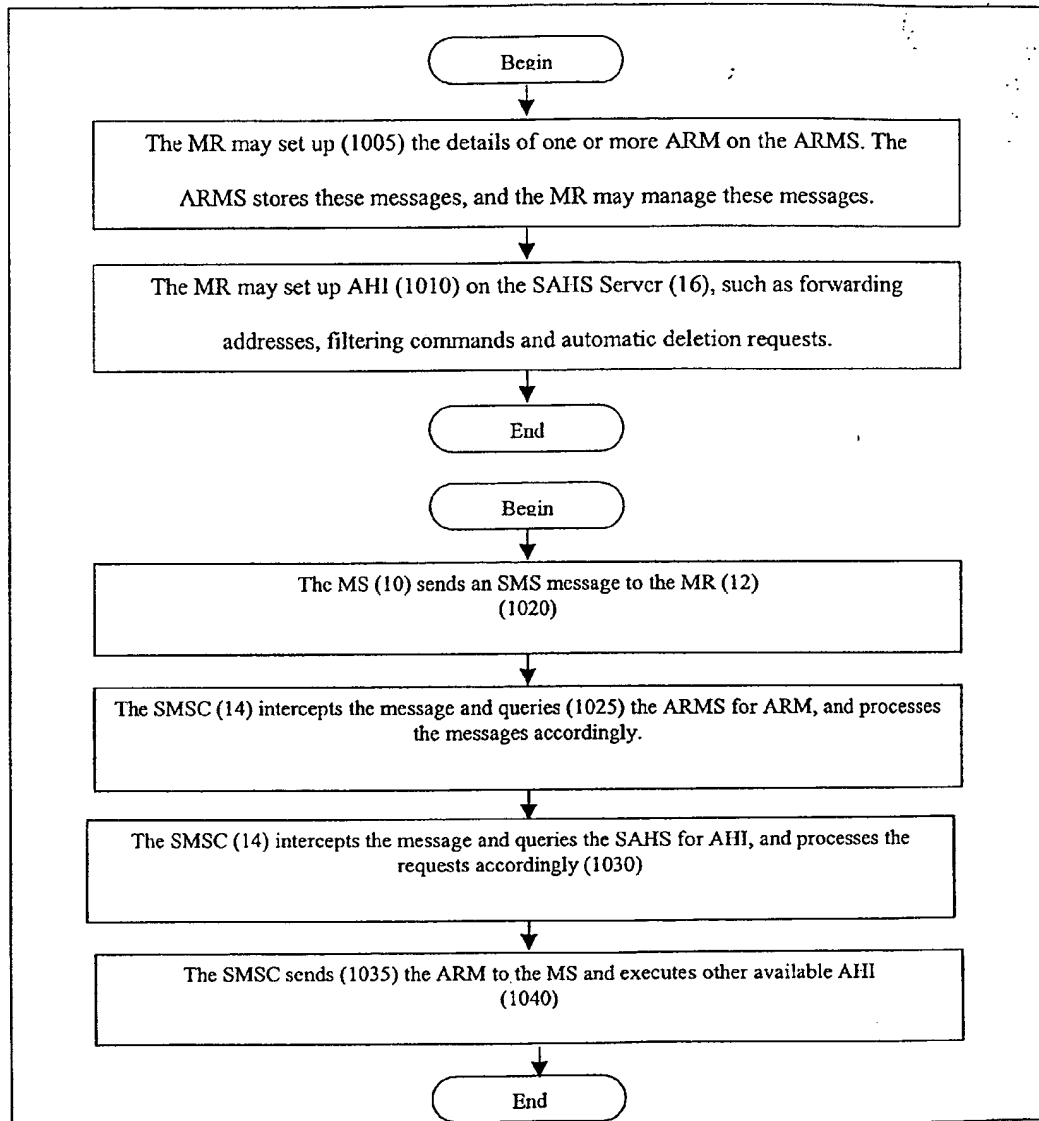 Begin
The MR may set up (1005) the details of one or more ARM on the ARMS. The
ARMS stores these messages, and the MR may manage these messages.
The MR may set up AHI (1010) on the SAHS Server (16), such as forwarding
addresses, filtering commands and automatic deletion requests.
End
Begin
The MS (10) sends an SMS message to the MR (12)
(1020)
The SMSC (14) intercepts the message and queries (1025) the ARMS for ARM, and processes
the messages accordingly.
The SMSC (14) intercepts the message and queries the SAHS for AHI, and processes the
requests accordingly (1030)
The SMSC sends (1035) the ARM to the MS and executes other available AHI
(1040)
End